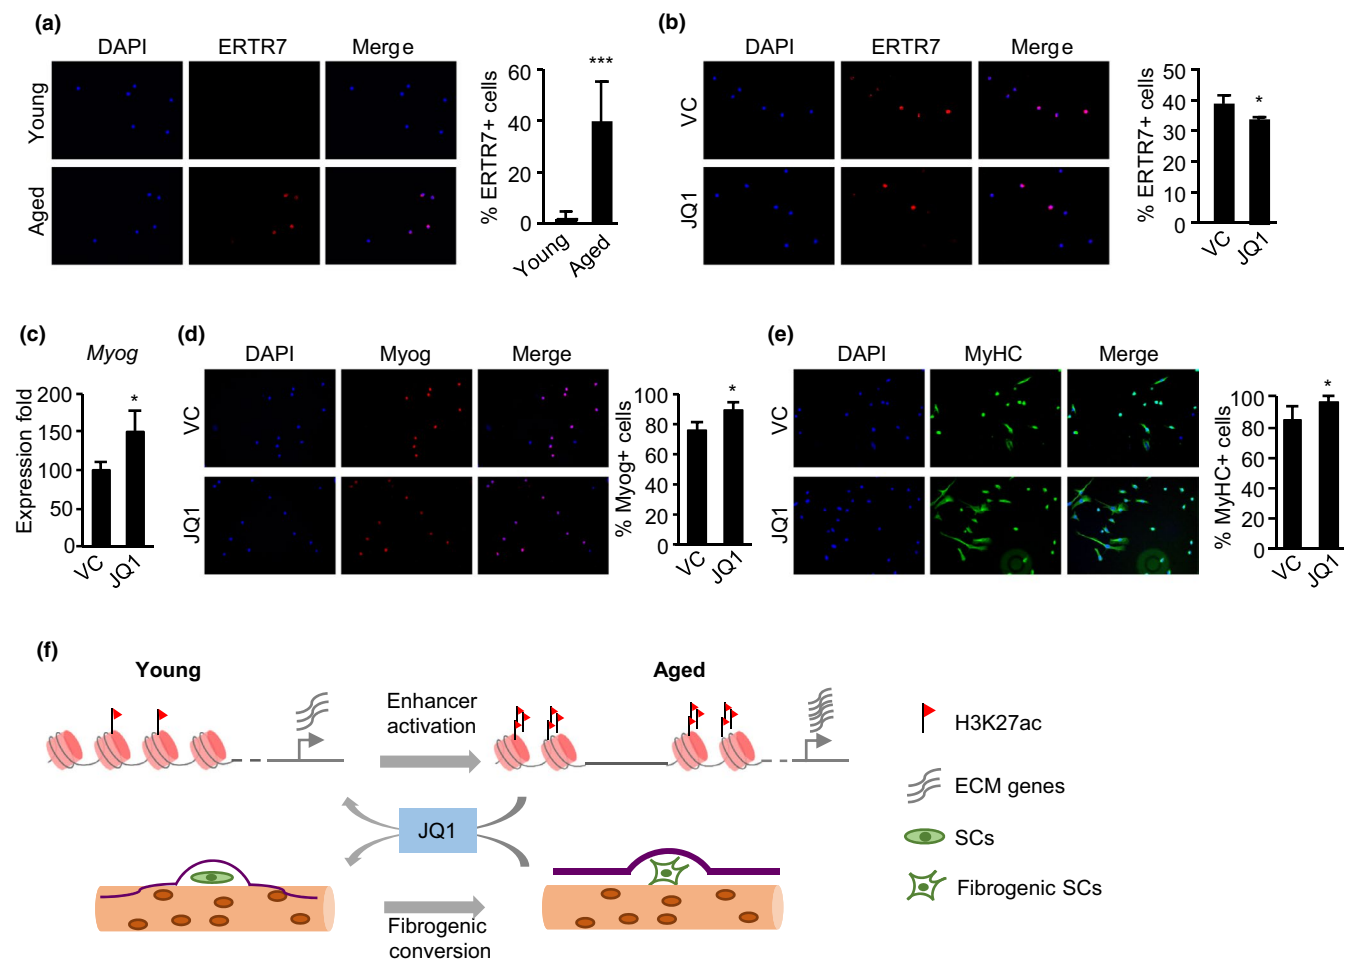 (a)
DAPI ERTR7 Merge
Young
Aged
% ERTR7+ cells
60
40
20
0
***
Young Aged
(b)
DAPI ERTR7 Merge
VC
JQ1
% ERTR7+ cells
50
40
30
20
10
0
*
VC JQ1
(c)
Myog
Expression fold
200
150
100
50
0
*
VC JQ1
(d)
DAPI Myog Merge
VC
JQ1
% Myog+ cells
100
80
60
40
20
0
*
VC JQ1
(e)
DAPI MyHC Merge
VC
JQ1
% MyHC+ cells
100
80
60
40
20
0
*
VC JQ1
(f)
Young
Aged
Enhancer
activation
JQ1
Fibrogenic
conversion
H3K27ac
ECM genes
SCs
Fibrogenic SCs